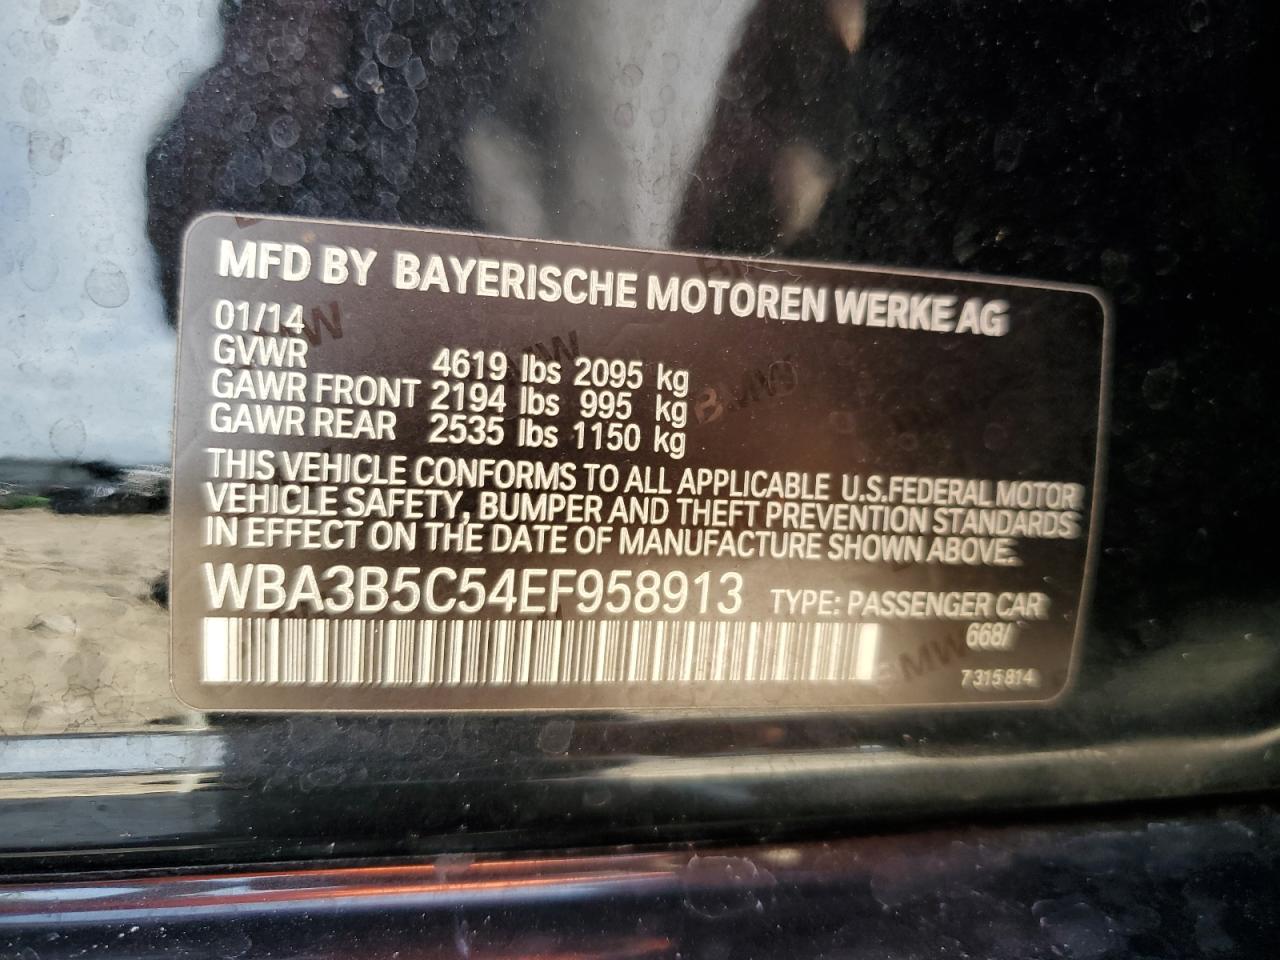 MFD BY BAYERISCHE MOTOREN WERKE AG
01/14
GVWR 4619 lbs 2095 kg
GAWR FRONT 2194 lbs 995 kg
GAWR REAR 2535 lbs 1150 kg
THIS VEHICLE CONFORMS TO ALL APPLICABLE U.S.FEDERAL MOTOR
VEHICLE SAFETY, BUMPER AND THEFT PREVENTION STANDARDS
IN EFFECT ON THE DATE OF MANUFACTURE SHOWN ABOVE.
WBA3B5C54EF958913 TYPE: PASSENGER CAR
668/
7315814